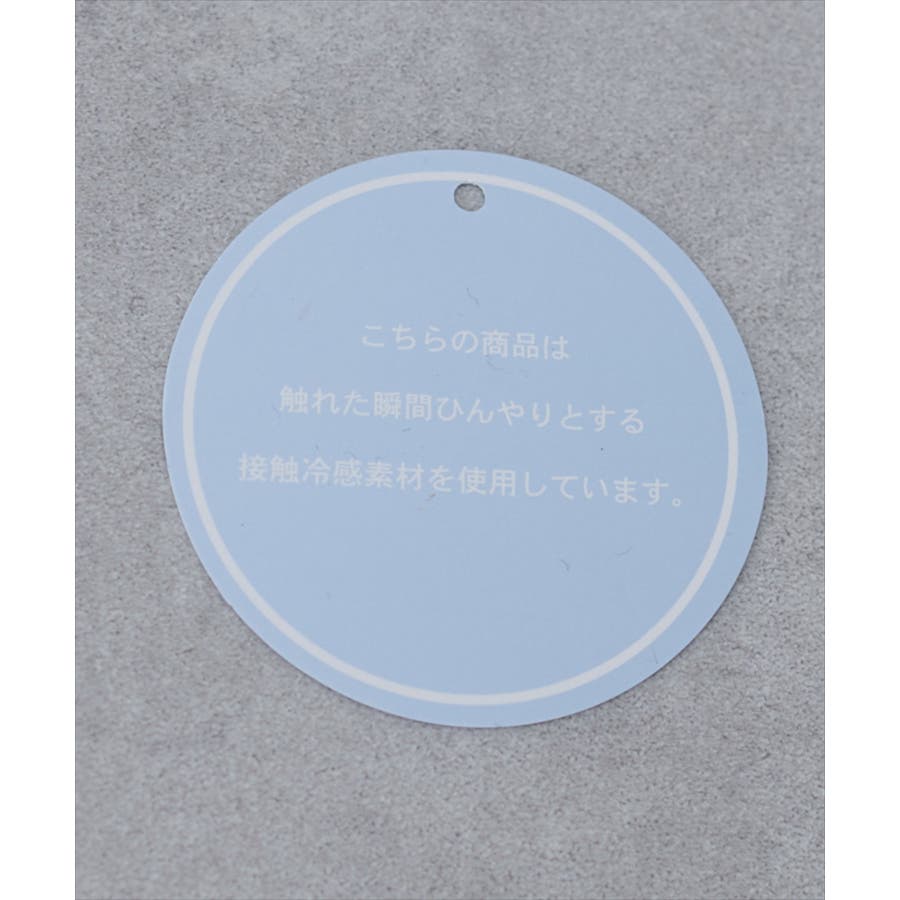 こちらの商品は
触れた瞬間ひんやりとする
接触冷感素材を使用しています。